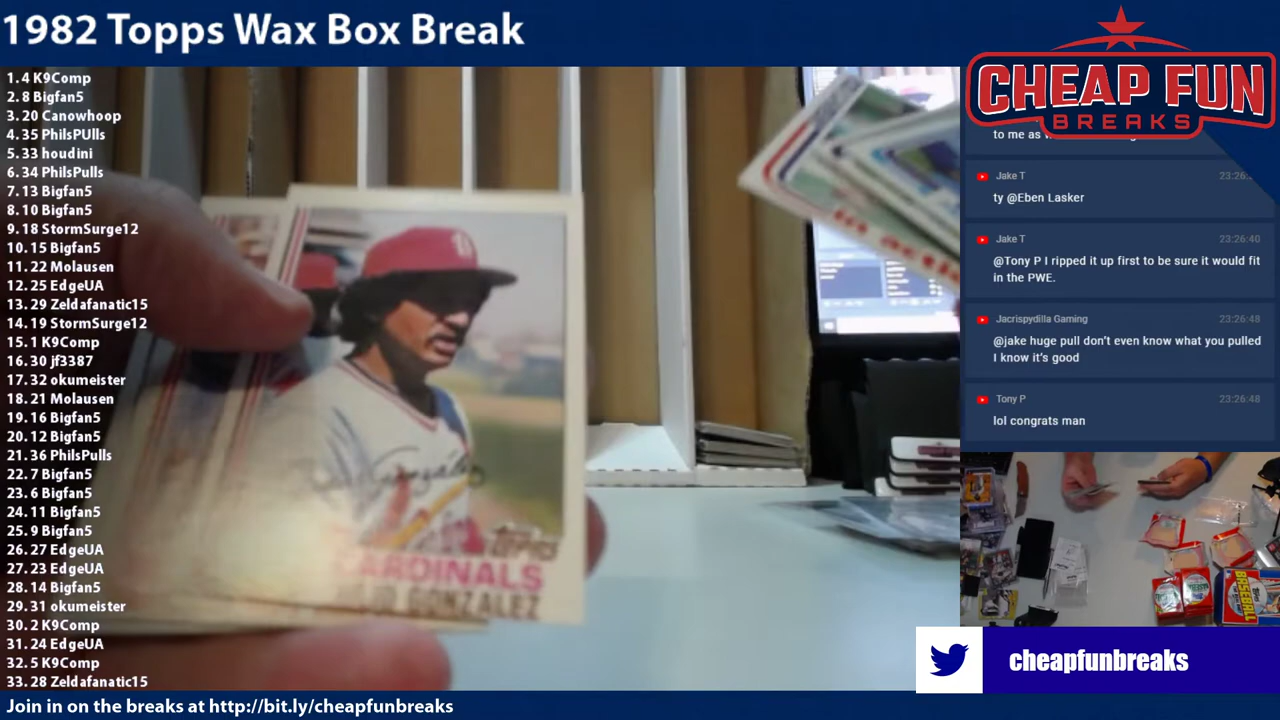 1982 Topps Wax Box Break
1. 4 K9Comp
2. 8 Bigfan5
3. 20 Canowhoop
4. 35 PhilsPUlls
5. 33 houdini
6. 34 PhilsPulls
7. 13 Bigfan5
8. 10 Bigfan5
9. 18 StormSurge12
10. 15 Bigfan5
11. 22 Molausen
12. 25 EdgeUA
13. 29 Zeldafanatic15
14. 19 StormSurge12
15. 1 K9Comp
16. 30 jf3387
17. 32 okumeister
18. 21 Molausen
19. 16 Bigfan5
20. 12 Bigfan5
21. 36 PhilsPulls
22. 7 Bigfan5
23. 6 Bigfan5
24. 11 Bigfan5
25. 9 Bigfan5
26. 27 EdgeUA
27. 23 EdgeUA
28. 14 Bigfan5
29. 31 okumeister
30. 2 K9Comp
31. 24 EdgeUA
32. 5 K9Comp
33. 28 Zeldafanatic15
Join in on the breaks at http://bit.ly/cheapfunbreaks
TOPPS
CARDINALS
GONZALEZ
CHEAP FUN
BREAKS
to me as
Jake T
ty @Eben Lasker
Jake T 23:26:40
@Tony P I ripped it up first to be sure it would fit
in the PWE.
Jacrispydilla Gaming 23:26:48
@jake huge pull don't even know what you pulled
I know it's good
Tony P 23:26:48
lol congrats man
BASEBALL
cheapfunbreaks